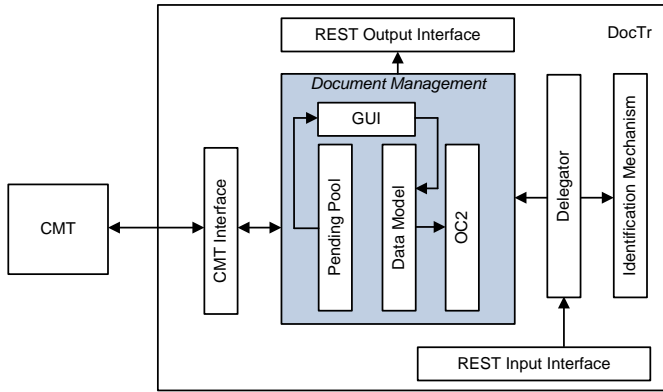 REST Output Interface
DocTr
Document Management
GUI
CMT
CMT Interface
Pending Pool
Data Model
OC2
Delegator
Identification Mechanism
REST Input Interface